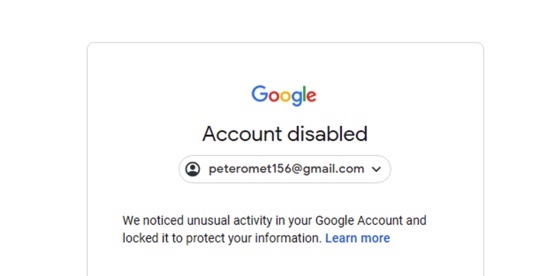 Google
Account disabled
peteromet156@gmail.com
We noticed unusual activity in your Google Account and
locked it to protect your information. Learn more